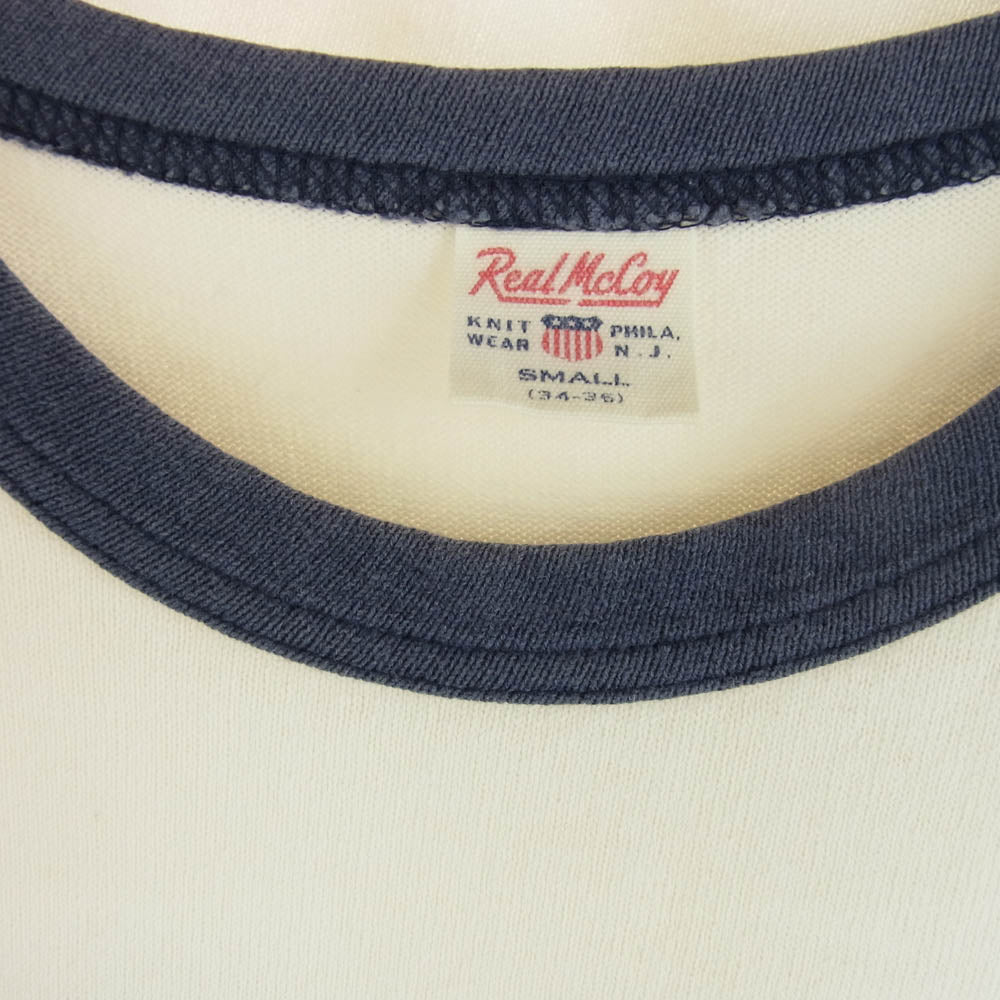 Real McCoy
KNIT PHILA,
WEAR N.J.
SMALL
(34-36)